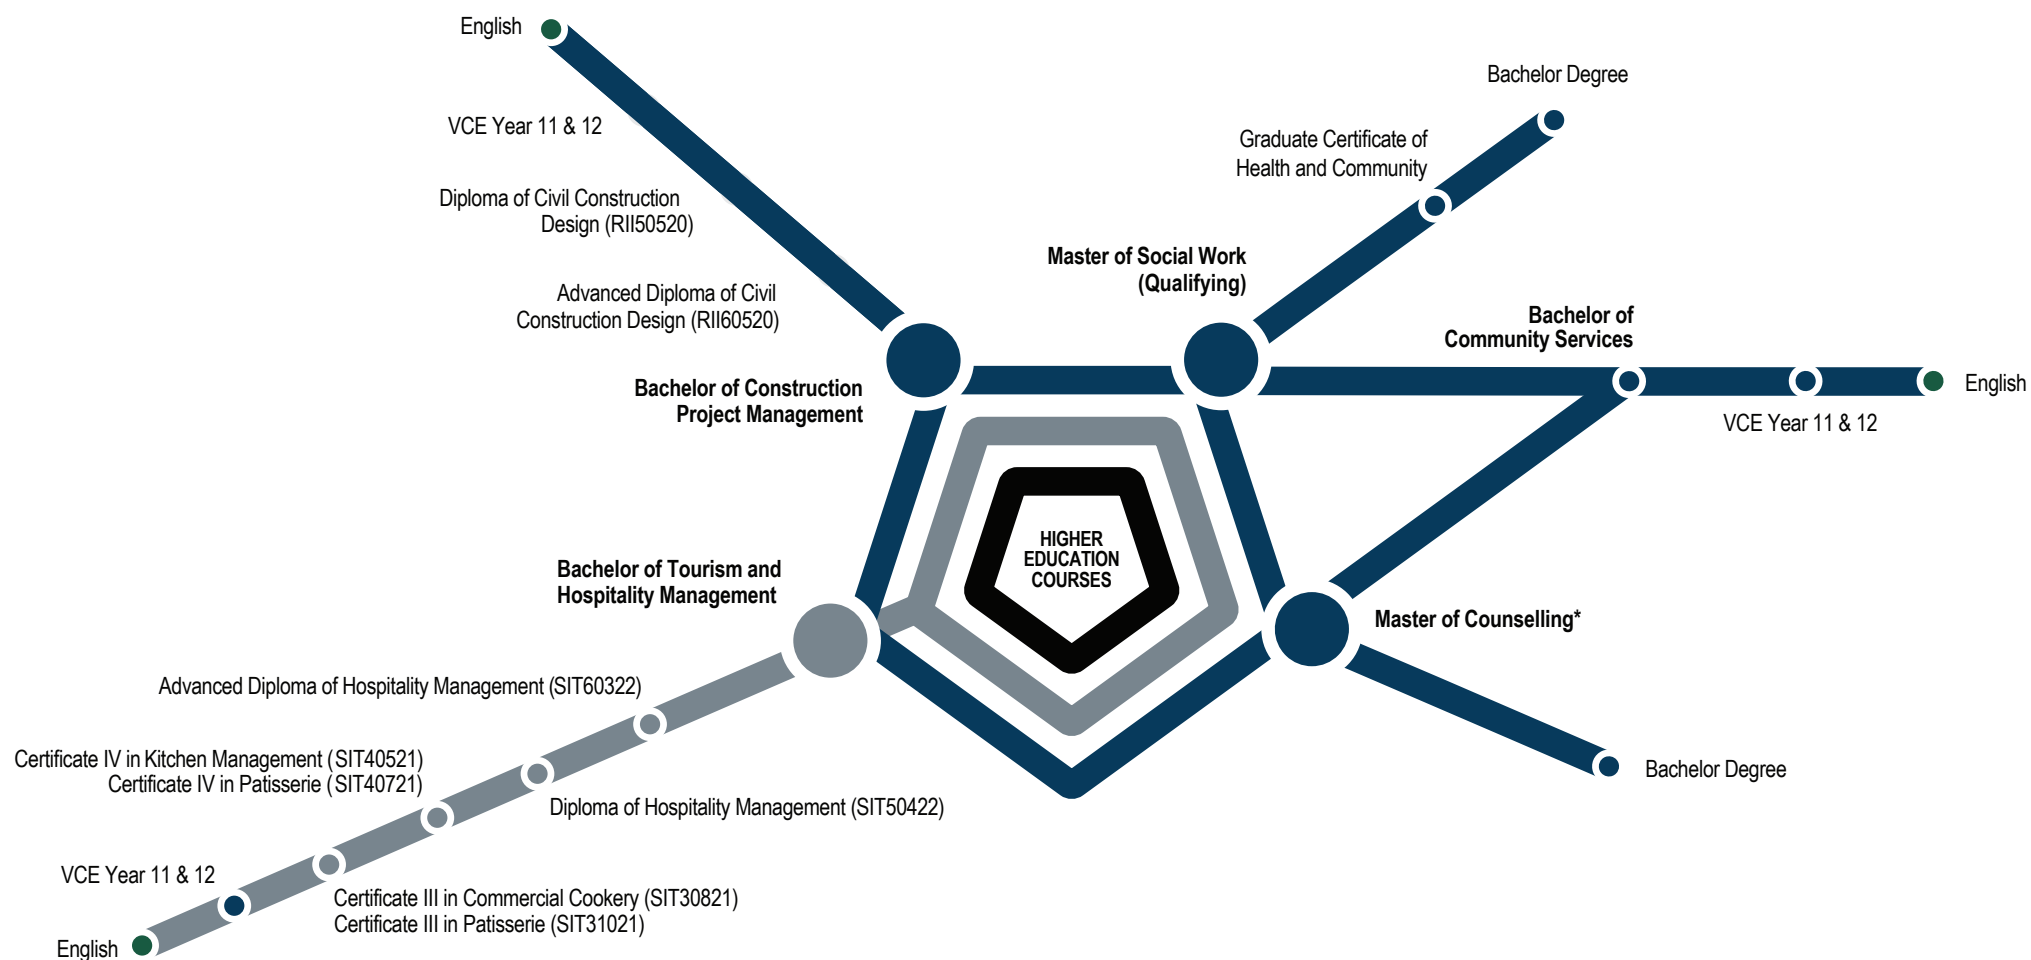 English
Bachelor Degree
VCE Year 11 & 12
Graduate Certificate of
Health and Community
Diploma of Civil Construction
Design (RII50520)
Master of Social Work
(Qualifying)
Advanced Diploma of Civil
Construction Design (RII60520)
Bachelor of
Community Services
Bachelor of Construction
Project Management
English
VCE Year 11 & 12
HIGHER
EDUCATION
COURSES
Bachelor of Tourism and
Hospitality Management
Master of Counselling*
Advanced Diploma of Hospitality Management (SIT60322)
Certificate IV in Kitchen Management (SIT40521)
Certificate IV in Patisserie (SIT40721)
Bachelor Degree
Diploma of Hospitality Management (SIT50422)
VCE Year 11 & 12
Certificate III in Commercial Cookery (SIT30821)
Certificate III in Patisserie (SIT31021)
English